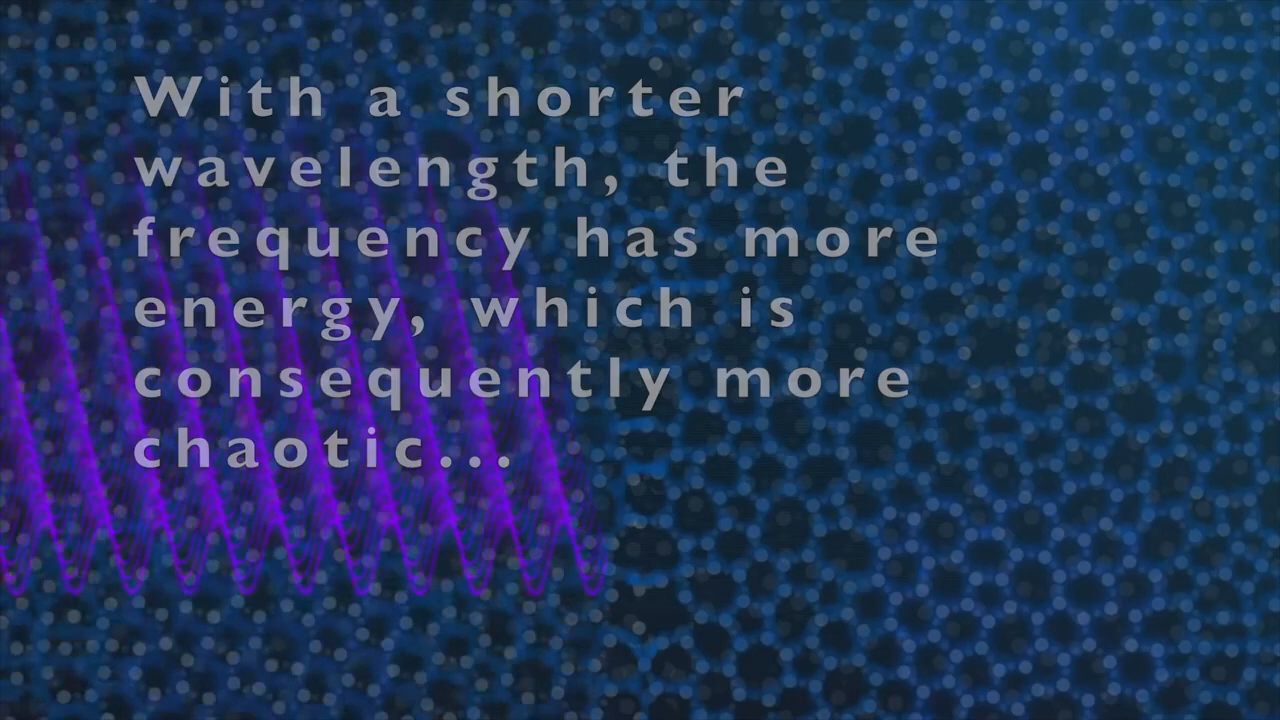 With a shorter
wavelength, the
frequency has more
energy, which is
consequently more
chaotic...